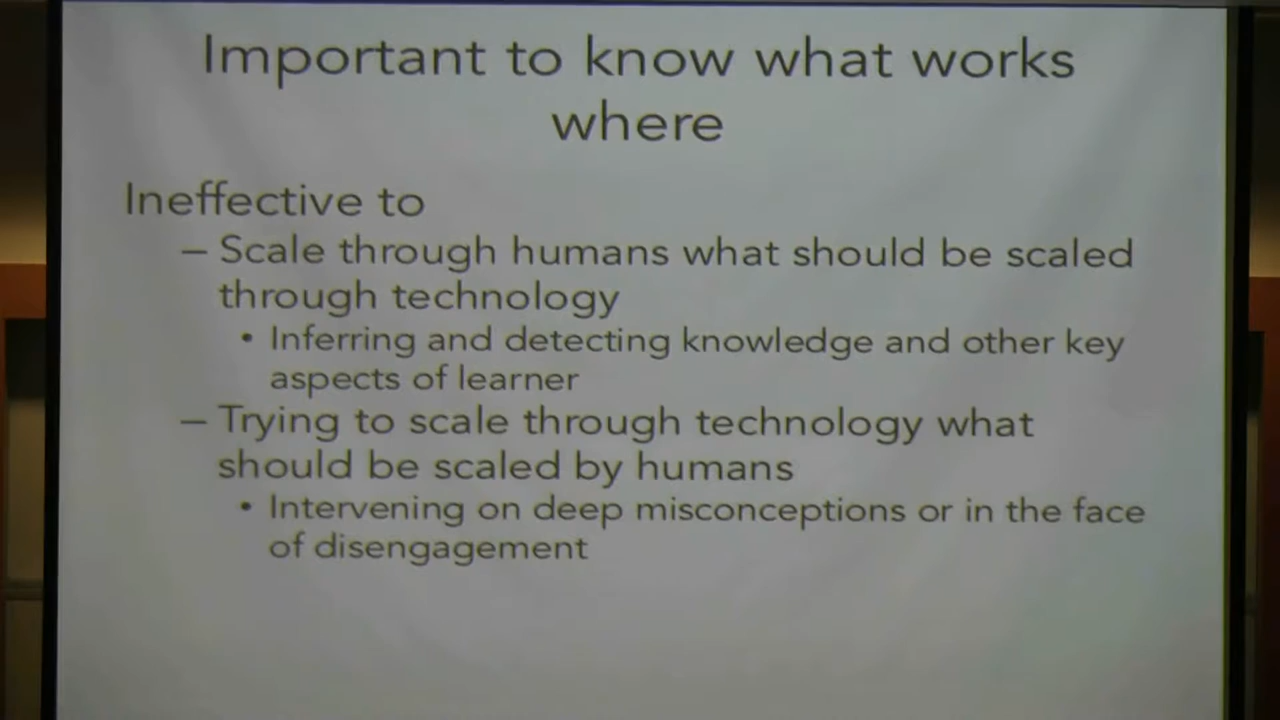 Important to know what works
where
Ineffective to
– Scale through humans what should be scaled
through technology
• Inferring and detecting knowledge and other key
aspects of learner
– Trying to scale through technology what
should be scaled by humans
• Intervening on deep misconceptions or in the face
of disengagement